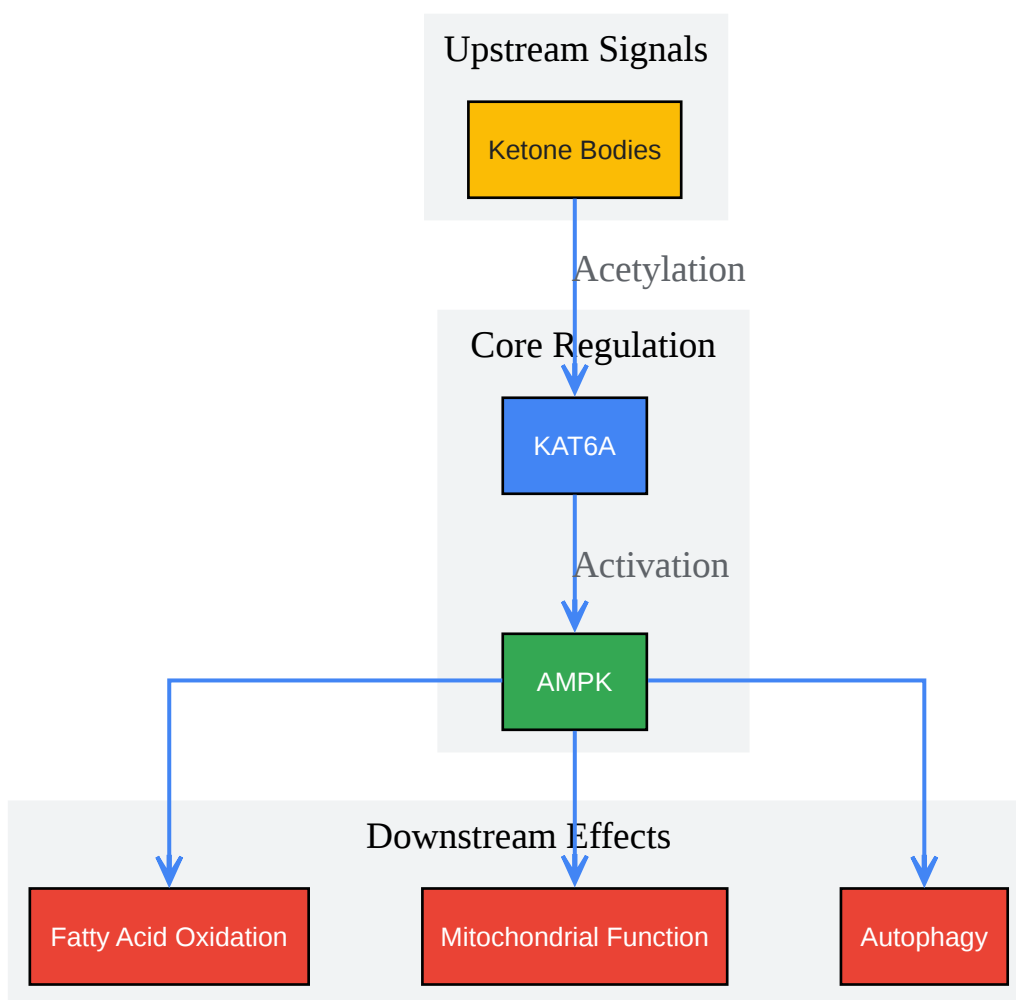 Upstream Signals
Ketone Bodies
Acetylation
Core Regulation
KAT6A
Activation
AMPK
Downstream Effects
Fatty Acid Oxidation
Mitochondrial Function
Autophagy